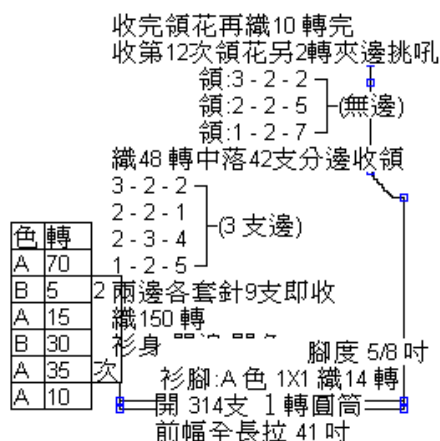 收完領花再織10 轉完
收第12次領花另2轉夾邊挑吼
領:3 - 2 - 2
領:2 - 2 - 5 (無邊)
領:1 - 2 - 7
織48 轉中落42支分邊收領
3 - 2 - 2
2 - 2 - 1
2 - 3 - 4 (3 支邊)
1 - 2 - 5
兩邊各套針9支即收
織150 轉
衫身
腳度 5/8 吋
衫腳:A 色 1X1 織14 轉
開 314支 1 轉圓筒
前幅全長拉 41 吋
色 轉
A 70
B 5
A 15
B 30
A 35
A 10
2
次